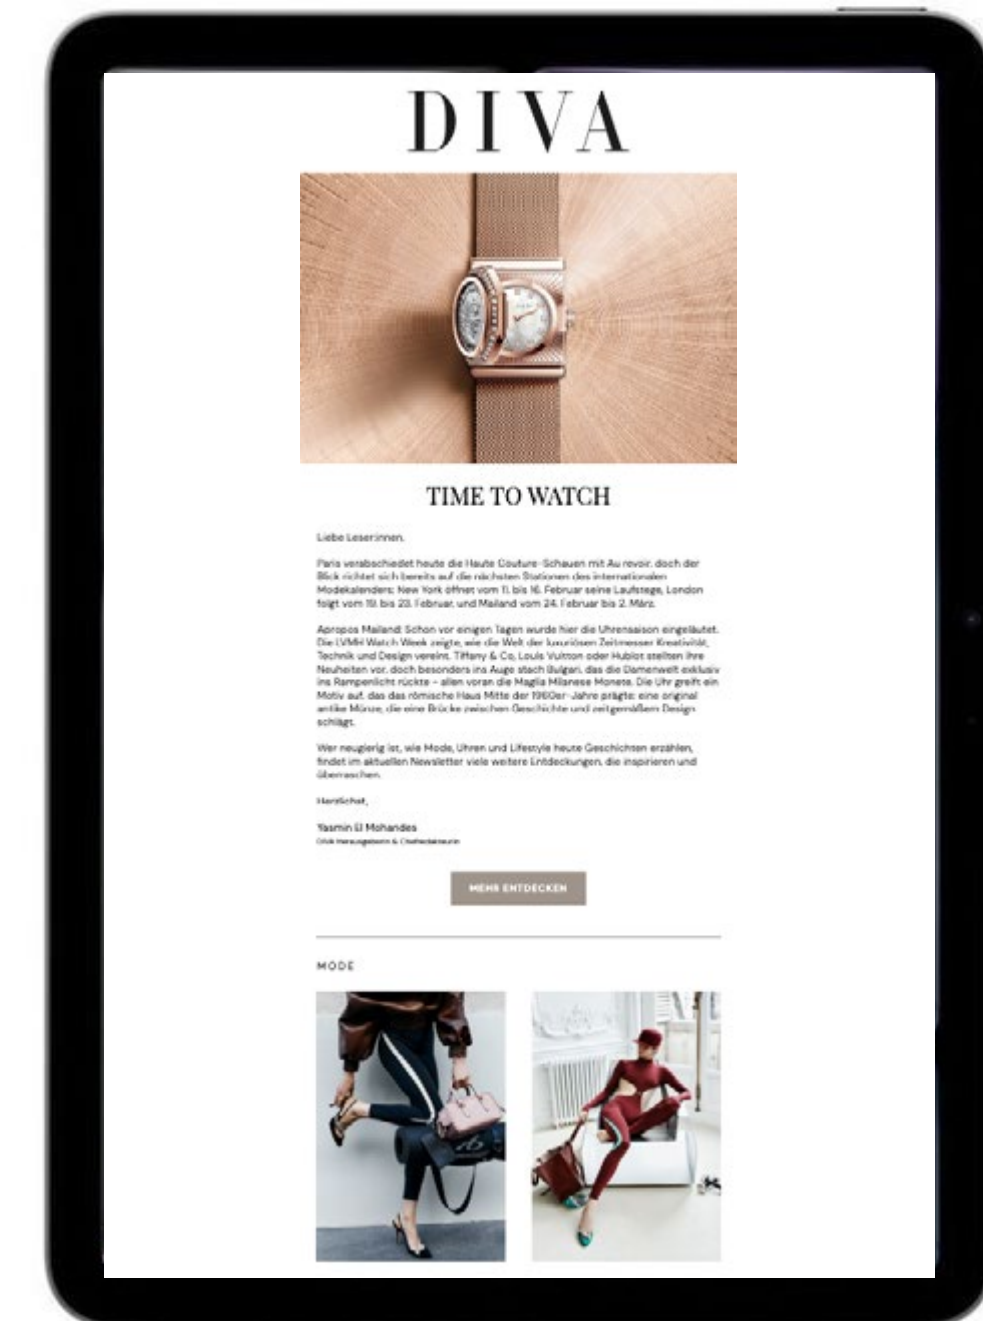 DIVA
TIME TO WATCH
Liebe Leser:innen,
Paris verabschiedet heute die Haute Couture-Schauen mit Au revoir, doch der
Blick richtet sich bereits auf die nächsten Stationen des internationalen
Modekalenders: New York öffnet vom 11. bis 16. Februar seine Laufstege, London
folgt vom 19. bis 23. Februar, und Mailand vom 24. Februar bis 2. März.
Apropos Mailand: Schon vor einigen Tagen wurde hier die Uhrensaison eingeläutet.
Die LVMH Watch Week zeigte, wie die Welt der luxuriösen Zeitmesser Kreativität,
Technik und Design vereint. Tiffany & Co, Louis Vuitton oder Hublot stellten ihre
Neuheiten vor, doch besonders ins Auge stach Bulgari, das die Damenwelt exklusiv
ins Rampenlicht rückte – allen voran die Maglia Milanese Monete. Die Uhr greift ein
Motiv auf, das das römische Haus Mitte der 1960er-Jahre prägte: eine original
antike Münze, die eine Brücke zwischen Geschichte und zeitgemäßem Design
schlägt.
Wer neugierig ist, wie Mode, Uhren und Lifestyle heute Geschichten erzählen,
findet im aktuellen Newsletter viele weitere Entdeckungen, die inspirieren und
überraschen.
Herzlichst,
Yasmin El Mohandes
DIVA Herausgeberin & Chefredakteurin
MEHR ENTDECKEN
MODE